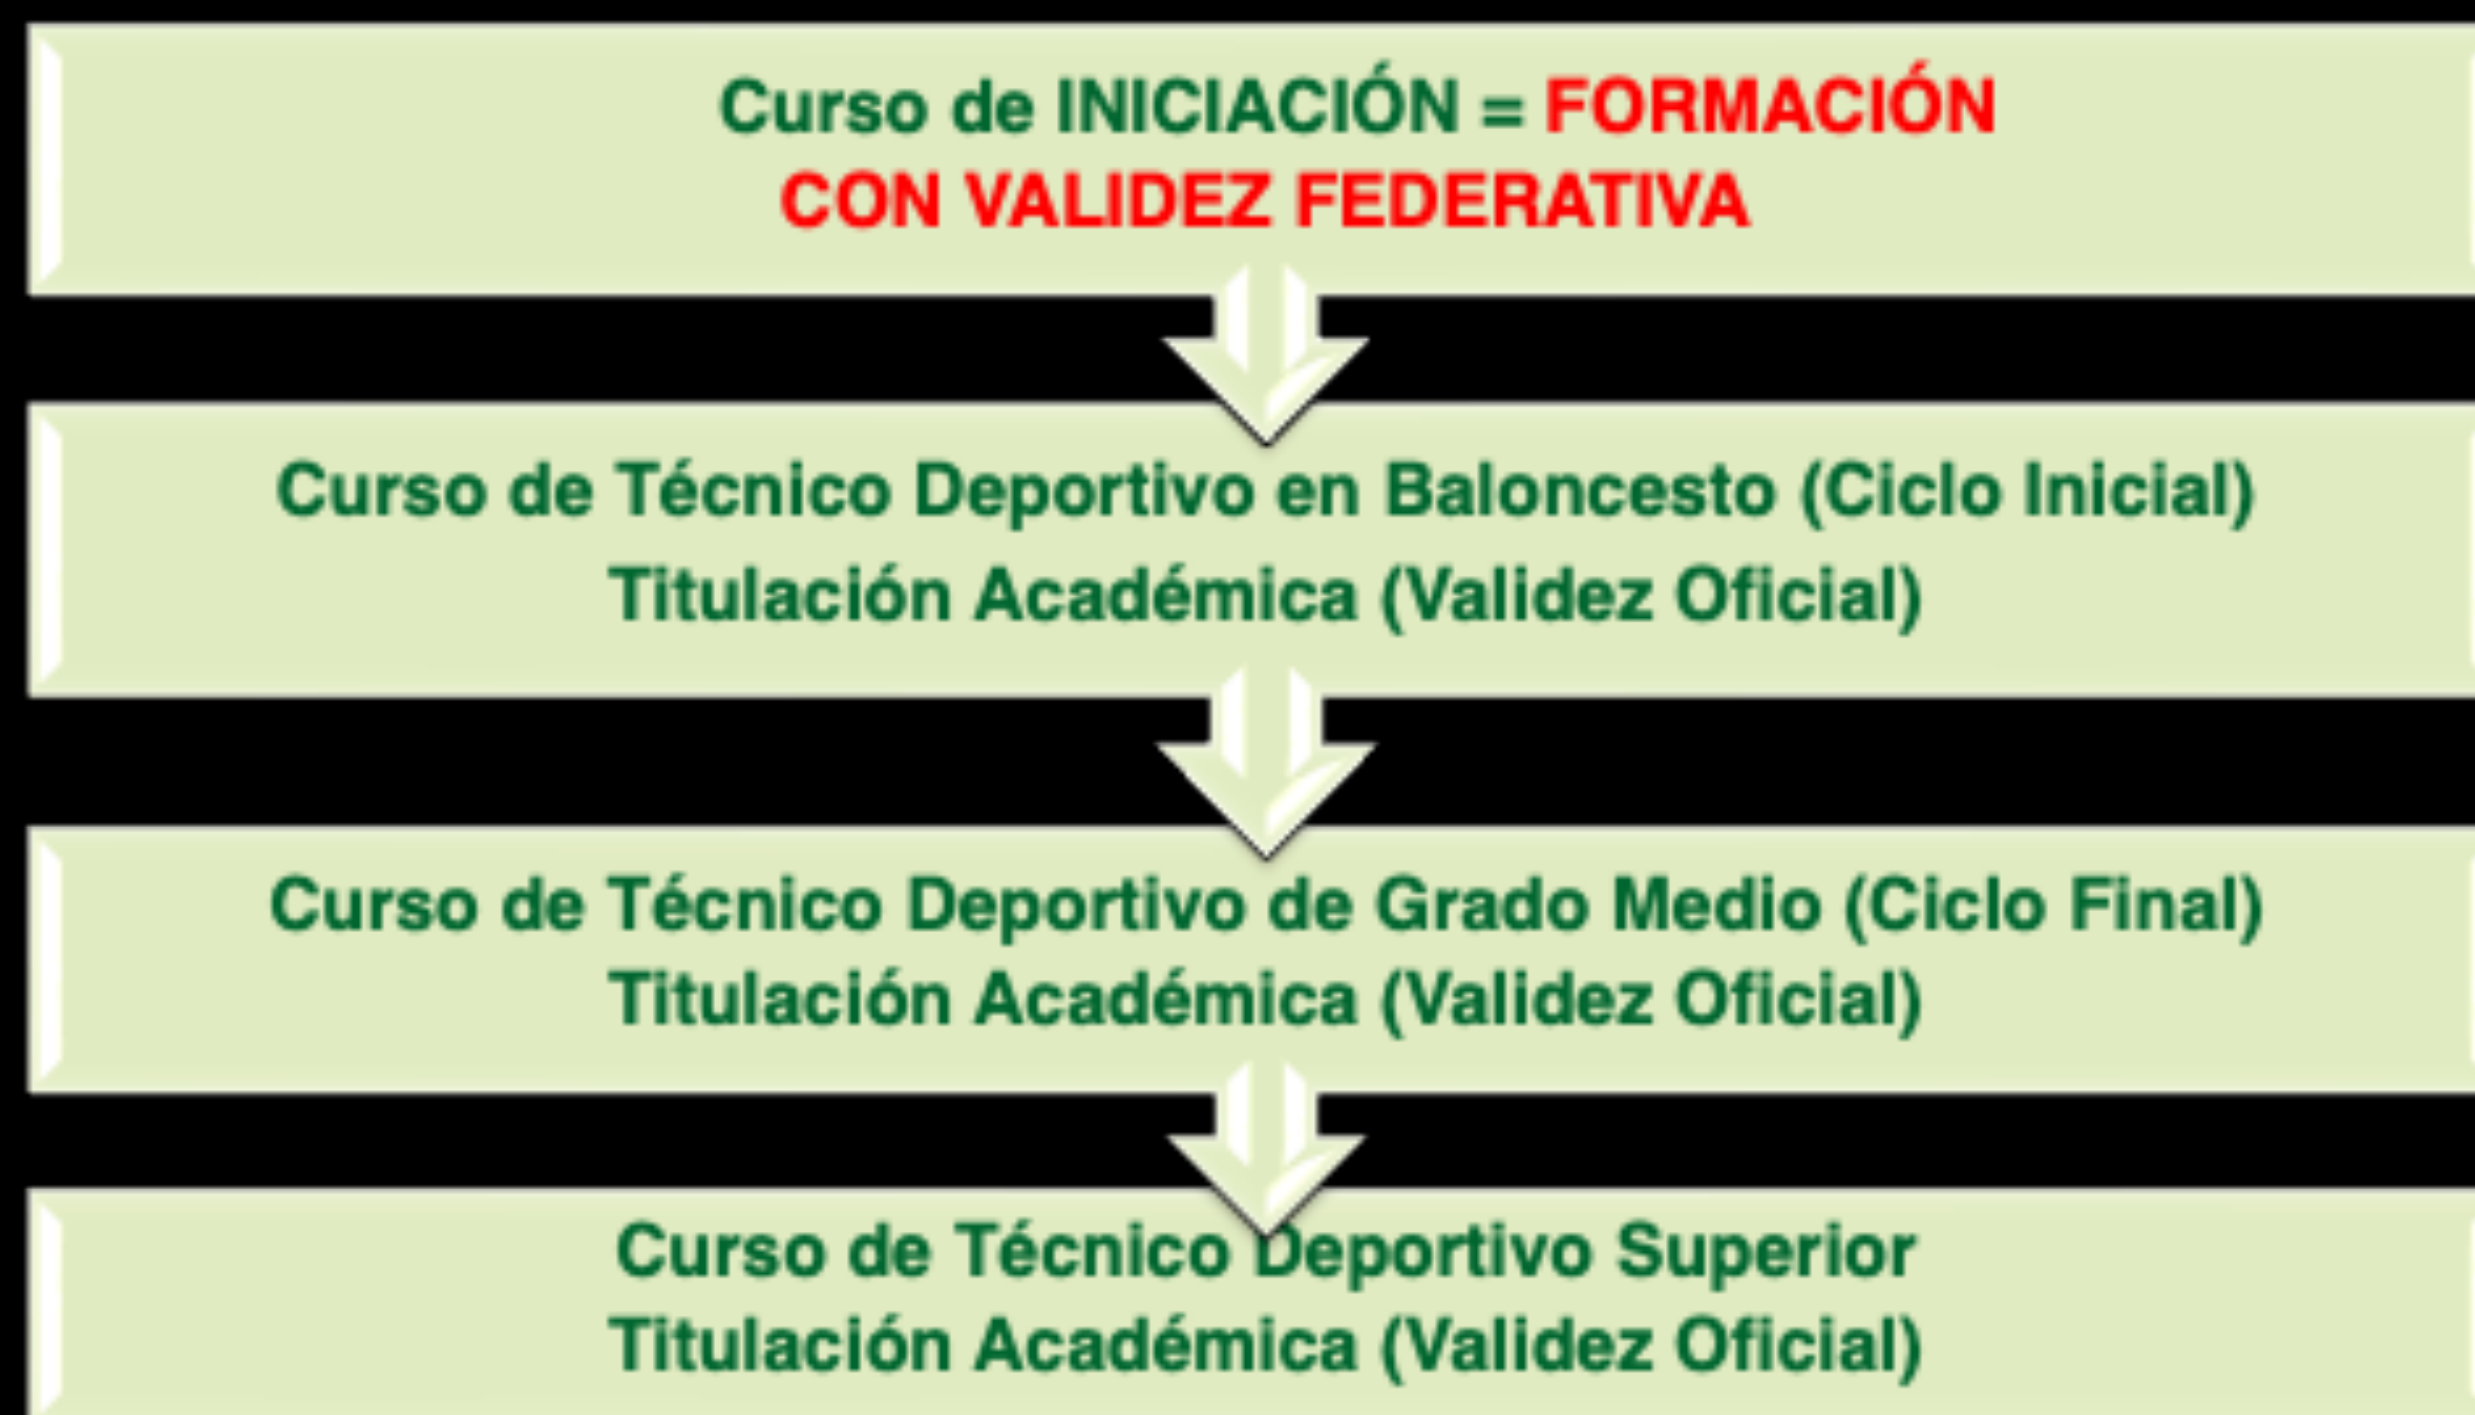 Curso de INICIACIÓN = FORMACIÓN
CON VALIDEZ FEDERATIVA
Curso de Técnico Deportivo en Baloncesto (Ciclo Inicial)
Titulación Académica (Validez Oficial)
Curso de Técnico Deportivo de Grado Medio (Ciclo Final)
Titulación Académica (Validez Oficial)
Curso de Técnico Deportivo Superior
Titulación Académica (Validez Oficial)